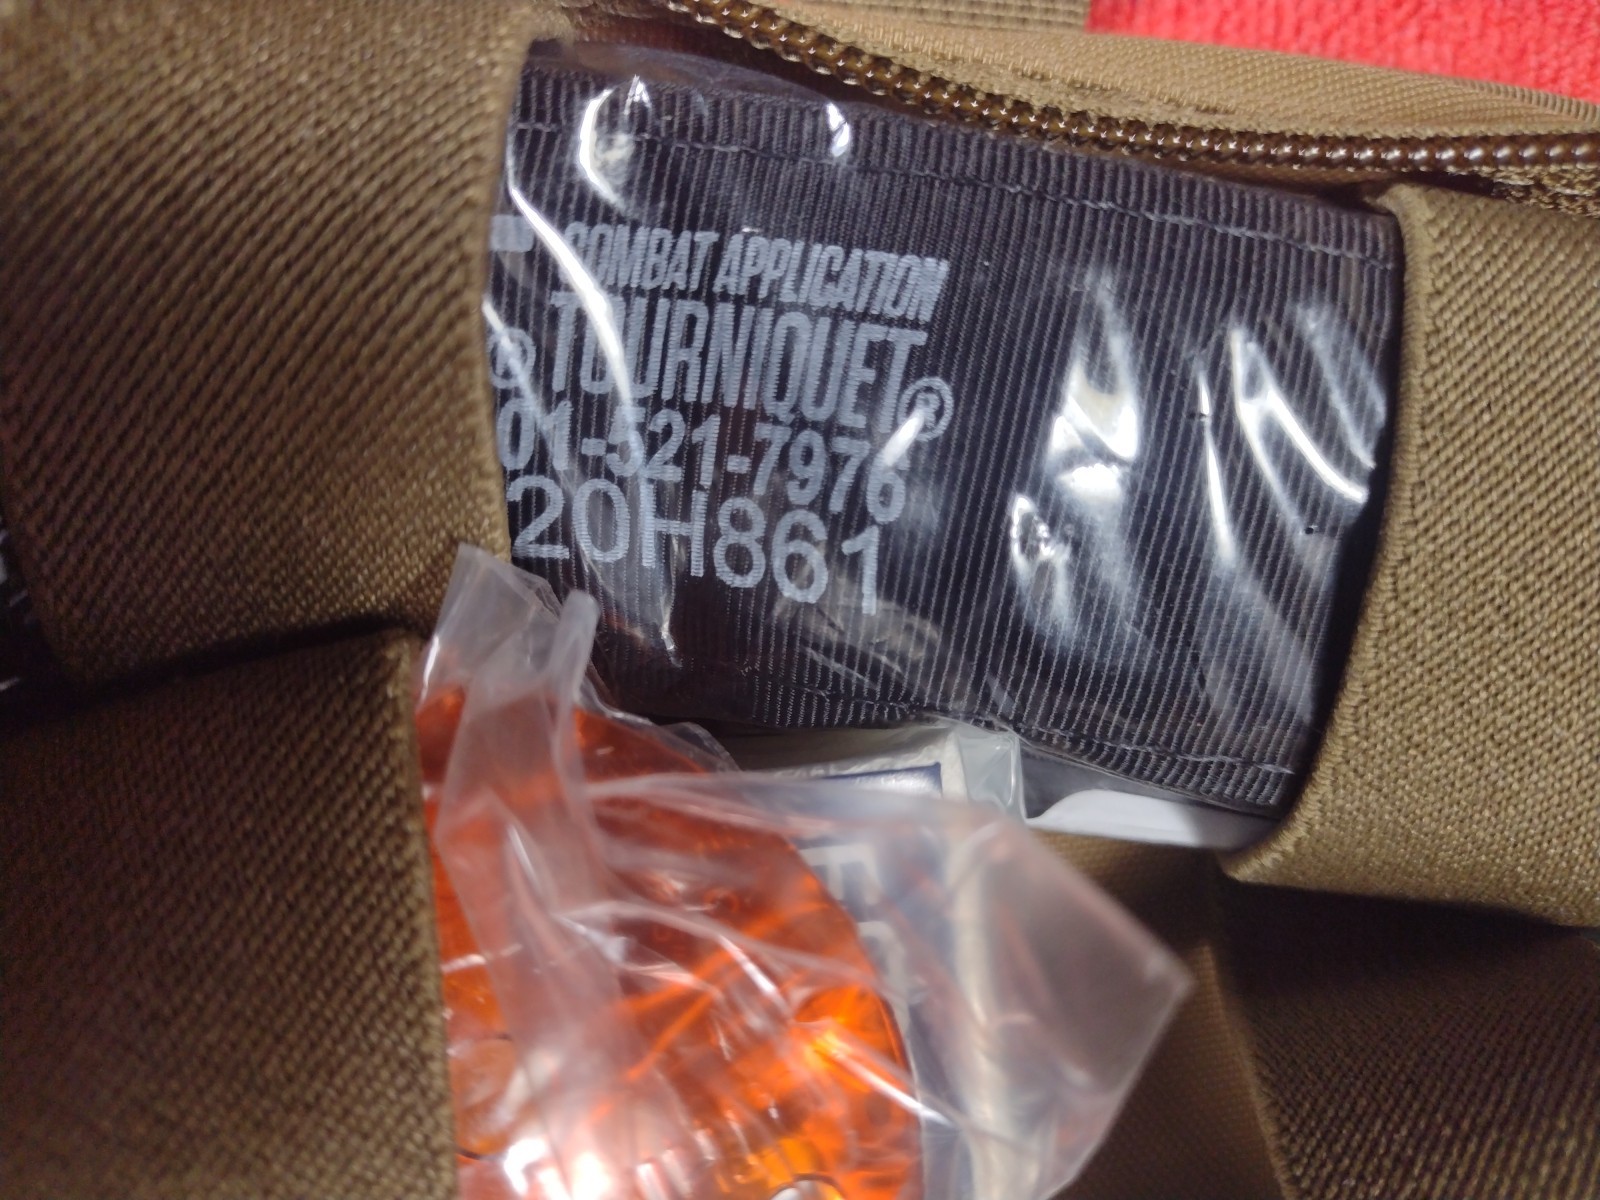 COMBAT APPLICATION
® TOURNIQUET®
01-521-7976
20H861